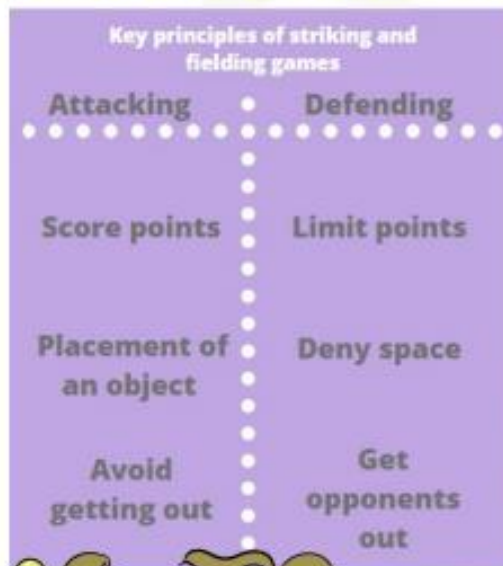 Key principles of striking and
fielding games
Attacking
Defending
Score points
Limit points
Placement of
an object
Deny space
Avoid
getting out
Get
opponents
out